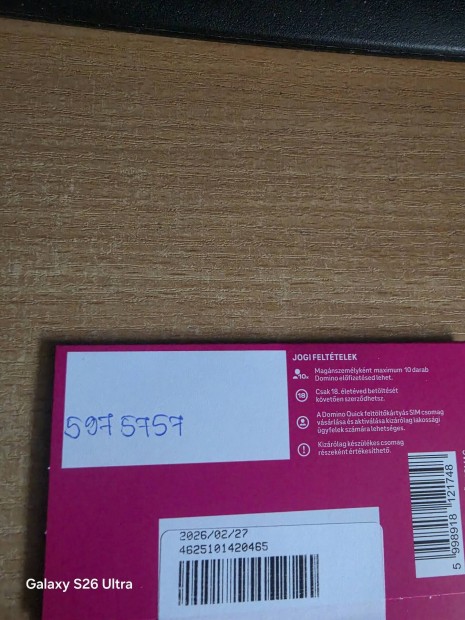 JOGI FELTÉTELEK
10x
Magánszemélyként maximum 10 darab
Domino előfizetésed lehet.
18
Csak 18. életéved betöltését
követően szerződhetsz.
A Domino Quick feltöltőkártyás SIM csomag
vásárlása és aktiválása kizárólag lakossági
ügyfelek számára lehetséges.
Kizárólag készülékes csomag
részeként értékesíthető.
597 5757
2026/02/27
4625101420465
5 998918 121748
Galaxy S26 Ultra